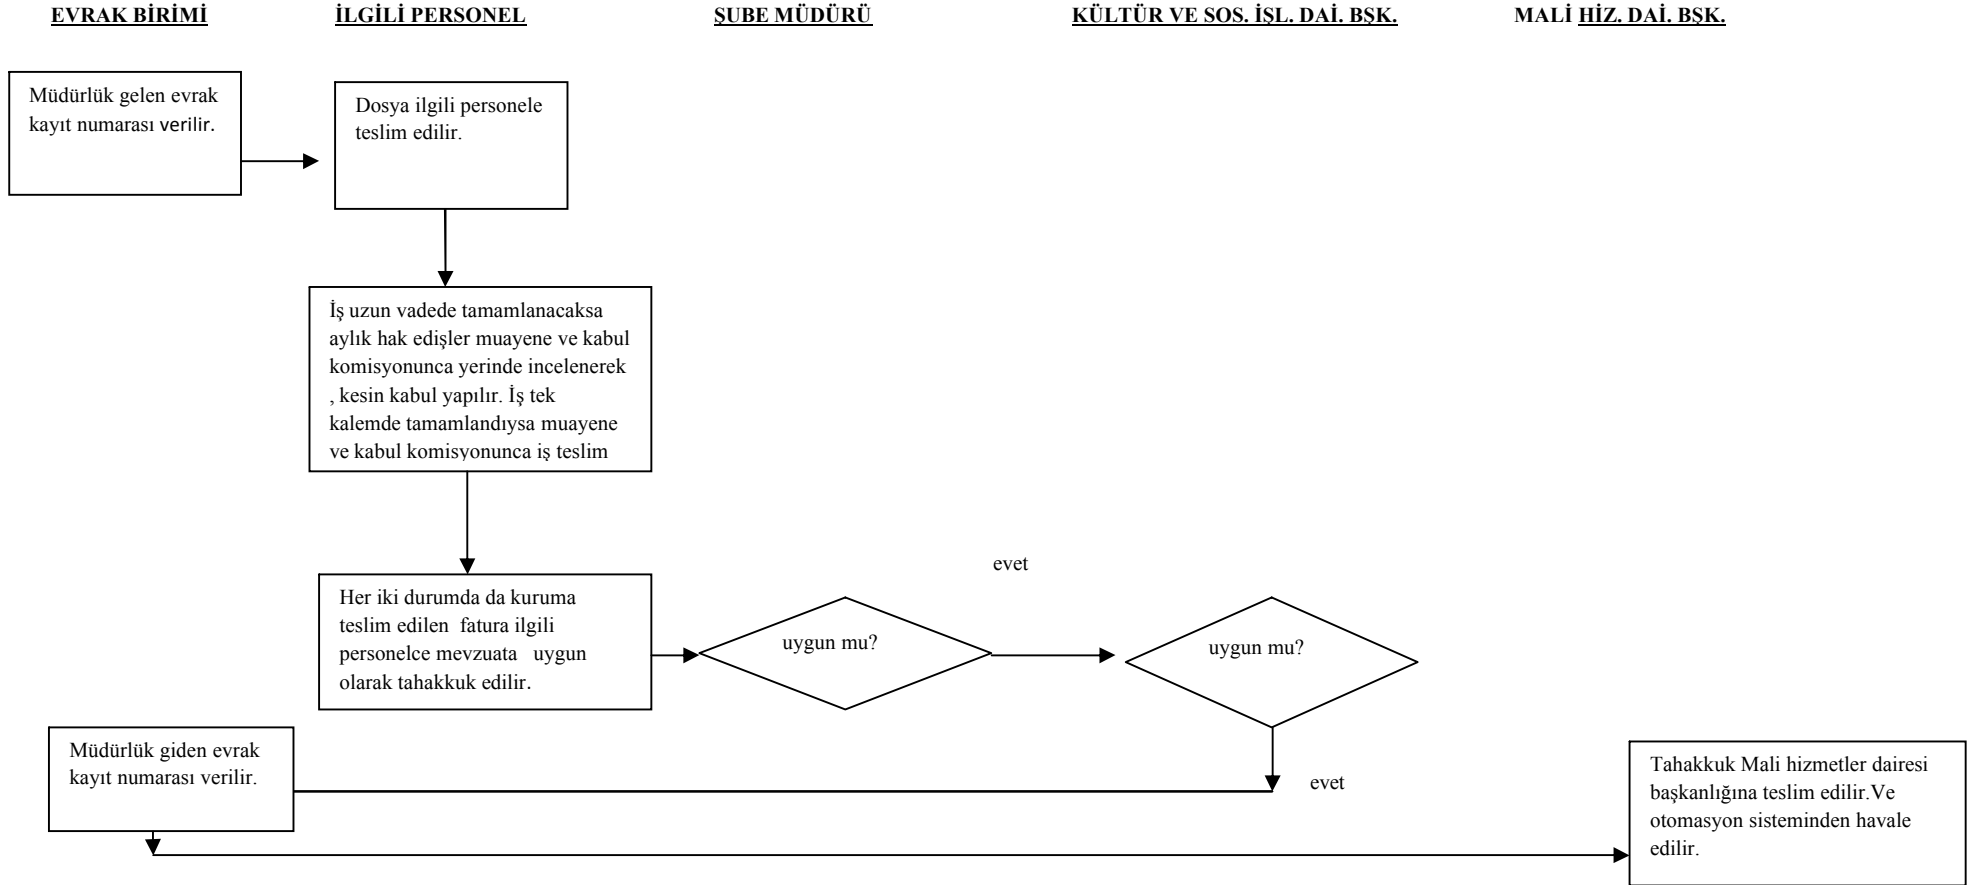 EVRAK BİRİMİ İLGİLİ PERSONEL ŞUBE MÜDÜRÜ KÜLTÜR VE SOS. İŞL. DAİ. BŞK. MALİ HİZ. DAİ. BŞK.
Müdürlük gelen evrak
kayıt numarası verilir.
Dosya ilgili personele
teslim edilir.
İş uzun vadede tamamlanacaksa
aylık hak edişler muayene ve kabul
komisyonunca yerinde incelenerek
, kesin kabul yapılır. İş tek
kalemde tamamlandıysa muayene
ve kabul komisyonunca iş teslim
Her iki durumda da kuruma
teslim edilen fatura ilgili
personelce mevzuata uygun
olarak tahakkuk edilir.
uygun mu?
evet
uygun mu?
evet
Müdürlük giden evrak
kayıt numarası verilir.
Tahakkuk Mali hizmetler dairesi
başkanlığına teslim edilir.Ve
otomasyon sisteminden havale
edilir.